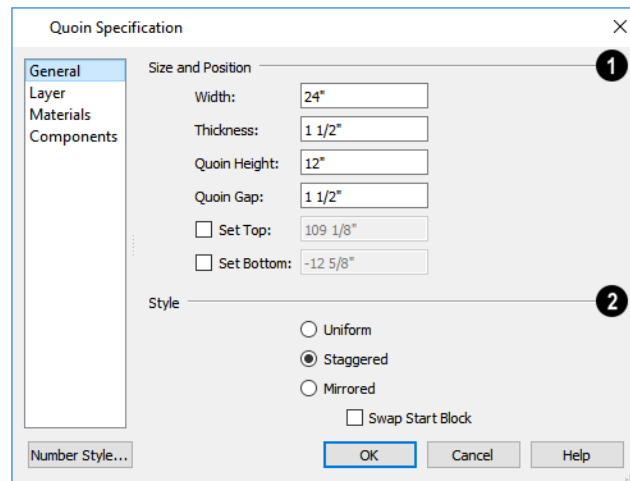 Quoin Specification
General
Layer
Materials
Components
Size and Position
1
Width: 24"
Thickness: 1 1/2"
Quoin Height: 12"
Quoin Gap: 1 1/2"
Set Top: 109 1/8"
Set Bottom: -12 5/8"
Style
2
Uniform
Staggered
Mirrored
Swap Start Block
Number Style... OK Cancel Help